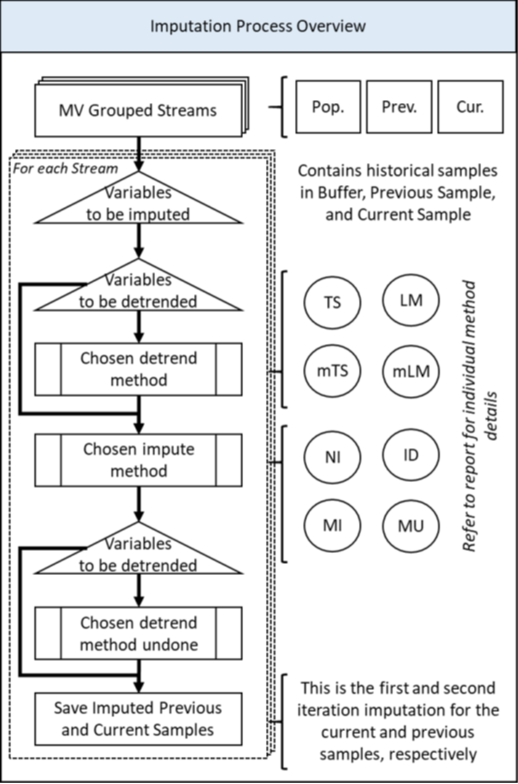 Imputation Process Overview
MV Grouped Streams
Pop.
Prev.
Cur.
For each Stream
Contains historical samples
in Buffer, Previous Sample,
and Current Sample
Variables
to be imputed
Variables
to be detrended
Chosen detrend
method
TS
LM
mTS
mLM
Chosen impute
method
NI
ID
MI
MU
Refer to report for individual method
details
Variables
to be detrended
Chosen detrend
method undone
Save Imputed Previous
and Current Samples
This is the first and second
iteration imputation for the
current and previous
samples, respectively